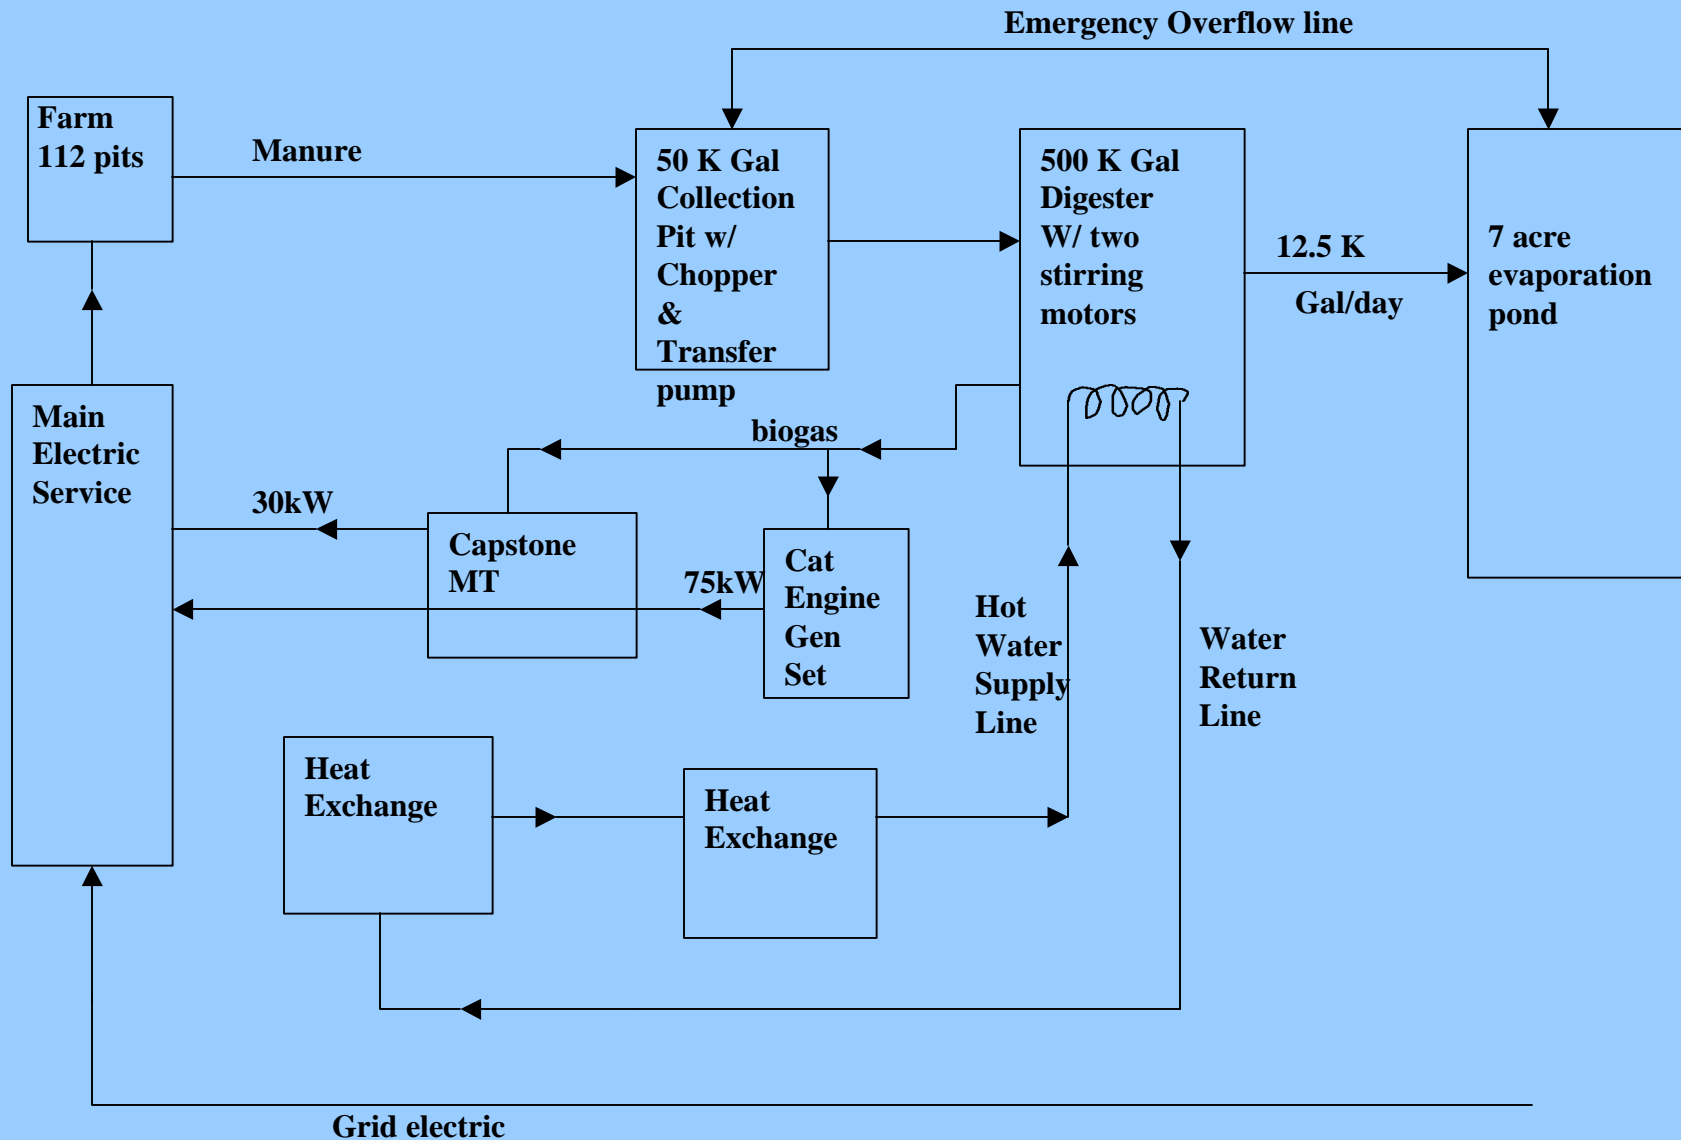 Emergency Overflow line
Farm
112 pits
Manure
50 K Gal
Collection
Pit w/
Chopper
&
Transfer
pump
500 K Gal
Digester
W/ two
stirring
motors
12.5 K
Gal/day
7 acre
evaporation
pond
Main
Electric
Service
biogas
30kW
Capstone
MT
75kW
Cat
Engine
Gen
Set
Hot
Water
Supply
Line
Water
Return
Line
Heat
Exchange
Heat
Exchange
Grid electric